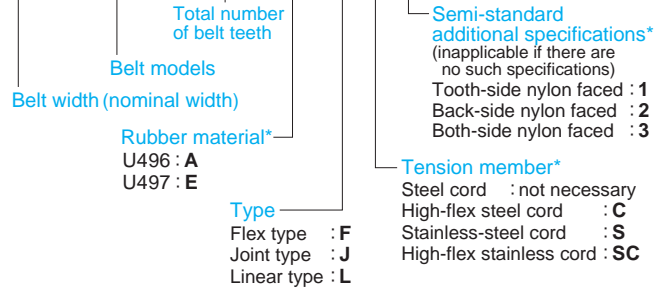 Total number
of belt teeth
Belt models
Belt width (nominal width)
Rubber material*
U496 : A
U497 : E
Type
Flex type : F
Joint type : J
Linear type : L
Semi-standard
additional specifications*
(inapplicable if there are
no such specifications)
Tooth-side nylon faced : 1
Back-side nylon faced : 2
Both-side nylon faced : 3
Tension member*
Steel cord : not necessary
High-flex steel cord : C
Stainless-steel cord : S
High-flex stainless cord : SC